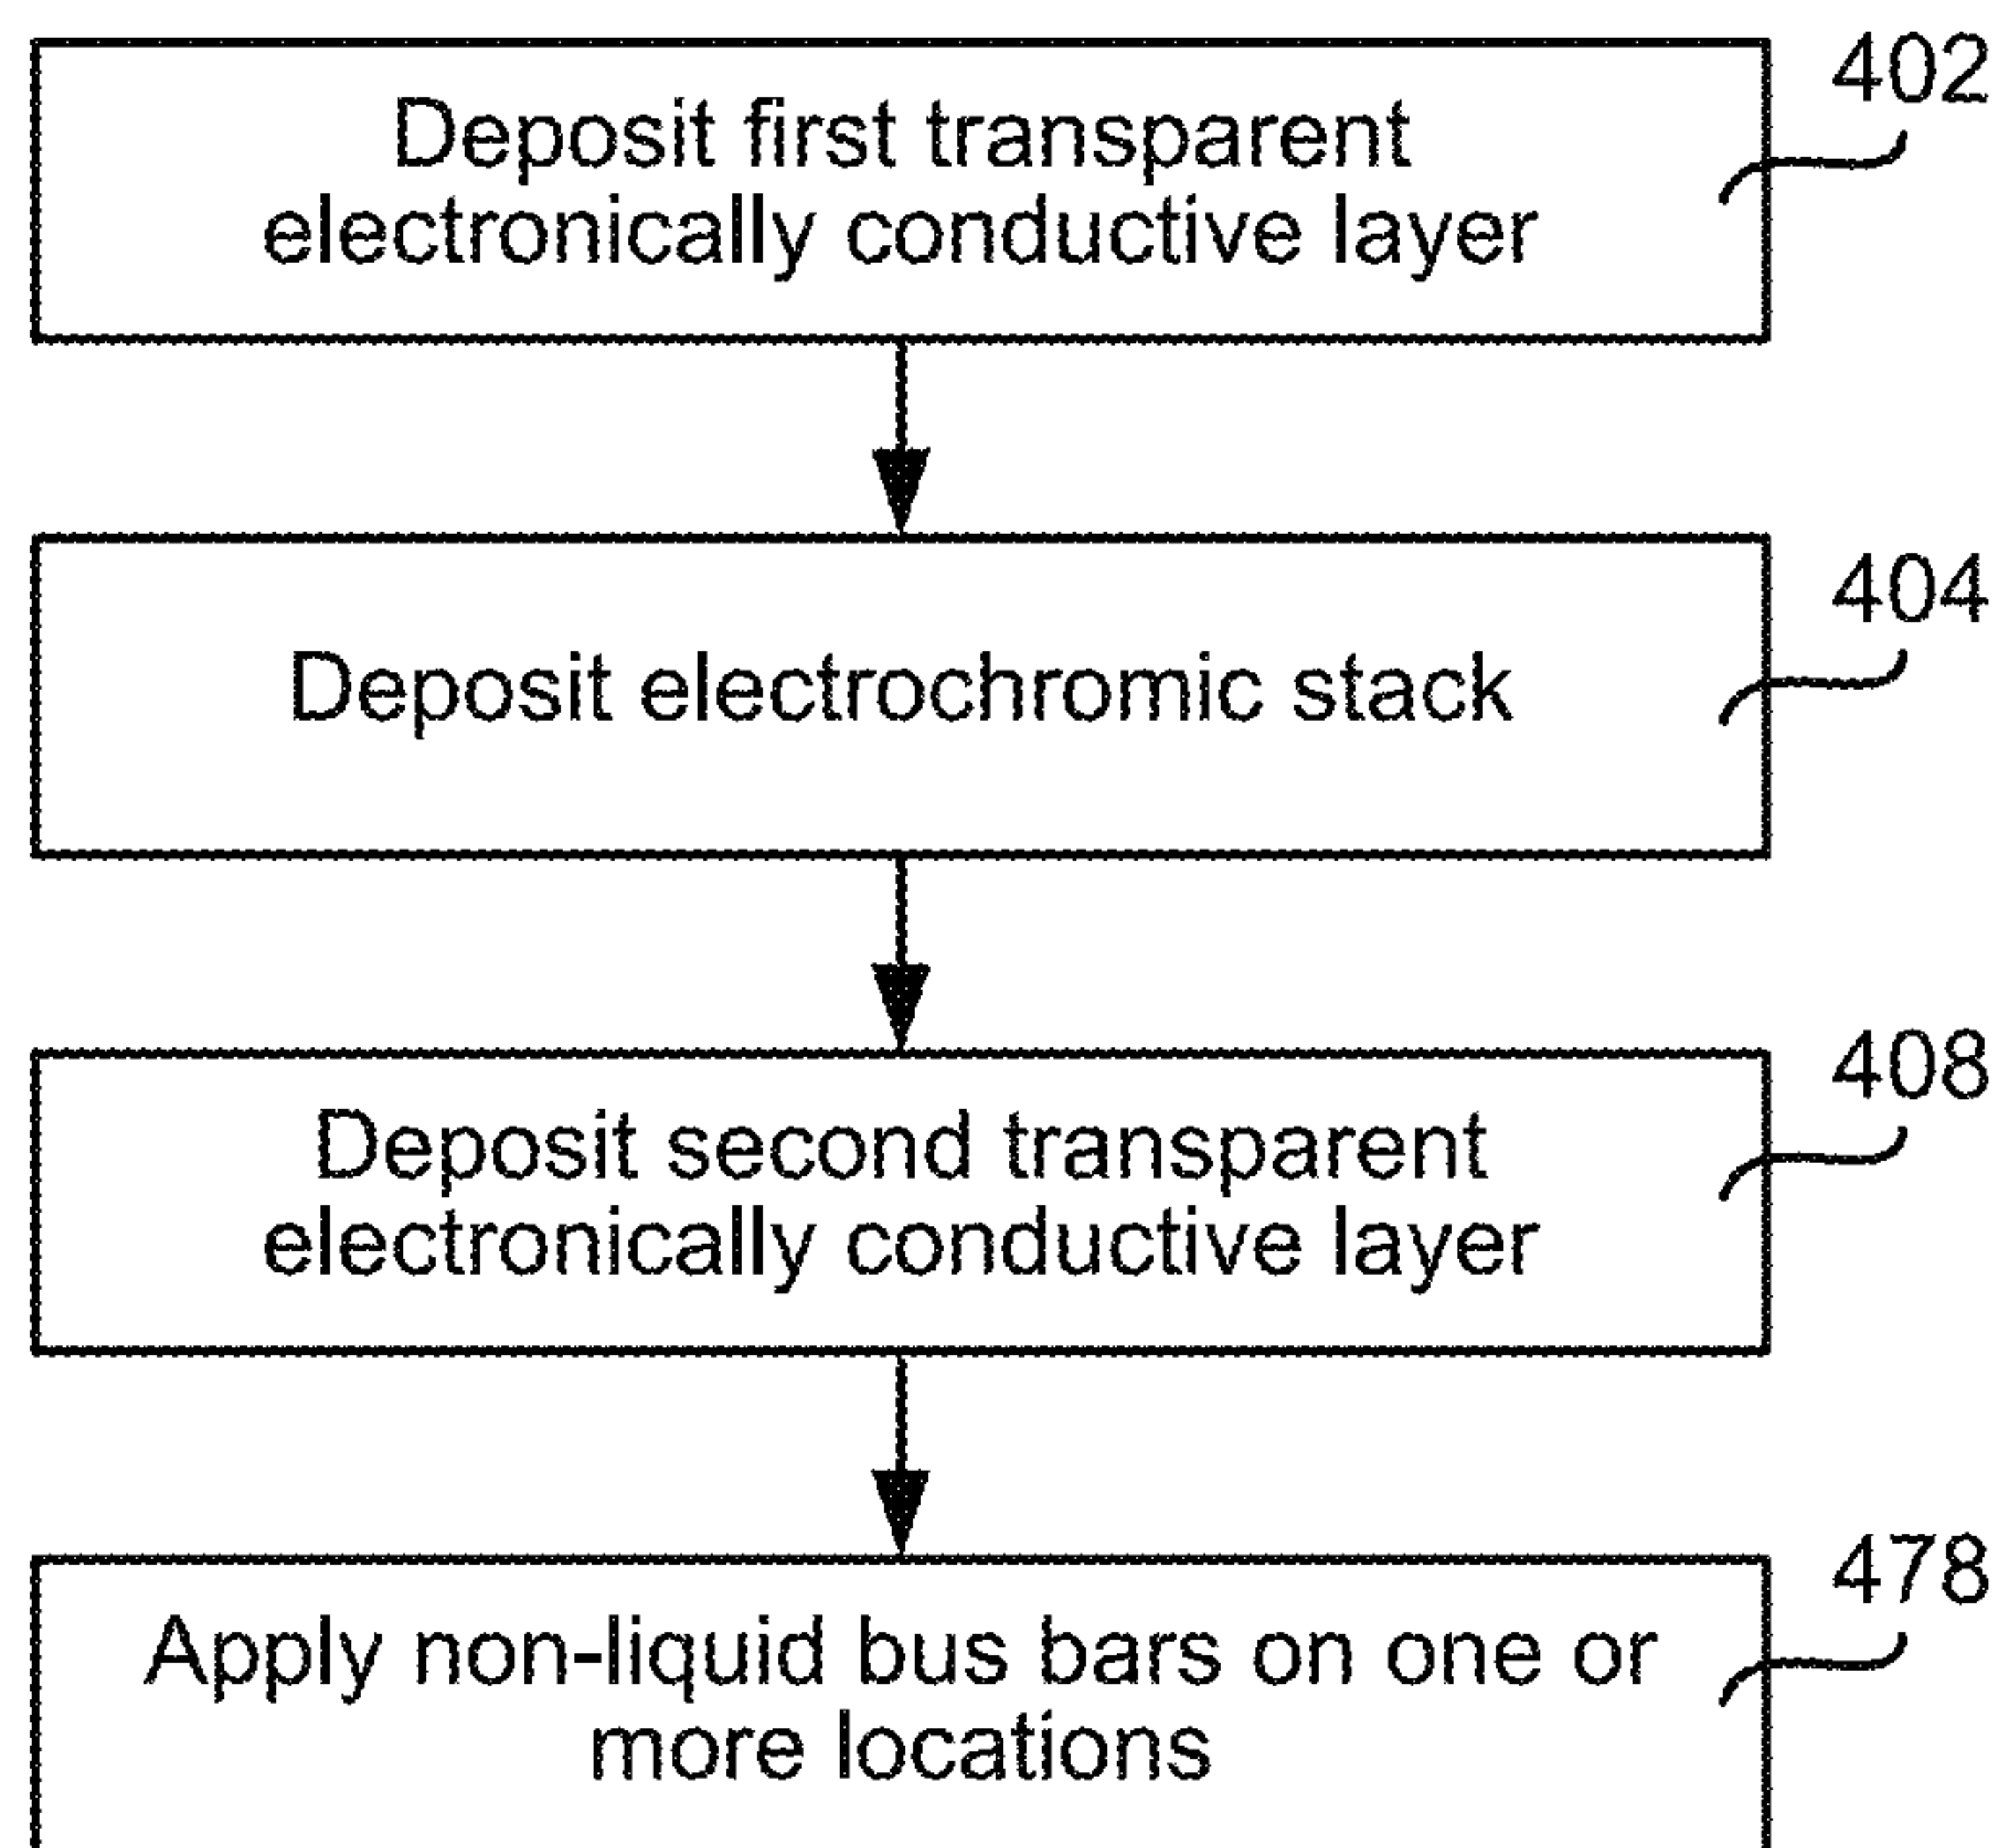 402
Deposit first transparent
electronically conductive layer
404
Deposit electrochromic stack
408
Deposit second transparent
electronically conductive layer
478
Apply non-liquid bus bars on one or
more locations